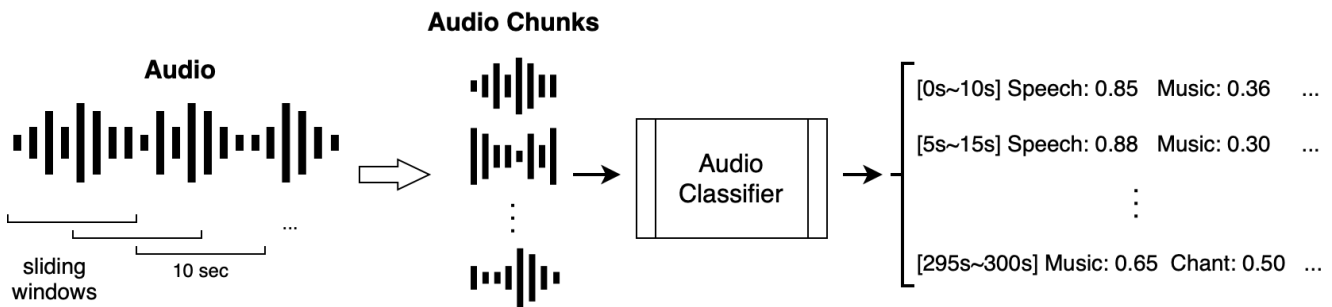 Audio Chunks
Audio
...
sliding
windows
10 sec
Audio
Classifier
[0s~10s] Speech: 0.85 Music: 0.36 ...
[5s~15s] Speech: 0.88 Music: 0.30 ...
[295s~300s] Music: 0.65 Chant: 0.50 ...